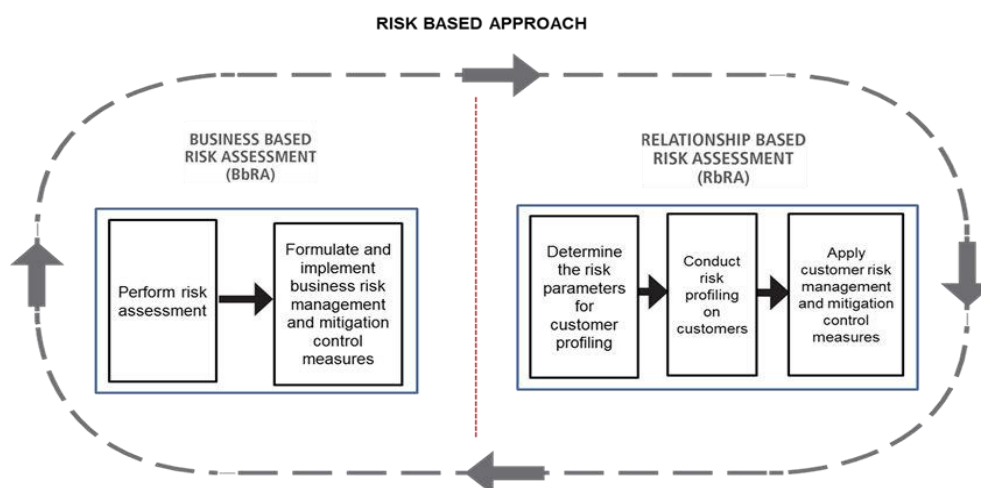 RISK BASED APPROACH
BUSINESS BASED
RISK ASSESSMENT
(BbRA)
Perform risk
assessment
Formulate and
implement
business risk
management
and mitigation
control
measures
RELATIONSHIP BASED
RISK ASSESSMENT
(RbRA)
Determine
the risk
parameters
for
customer
profiling
Conduct
risk
profiling
on
customers
Apply
customer risk
management
and mitigation
control
measures